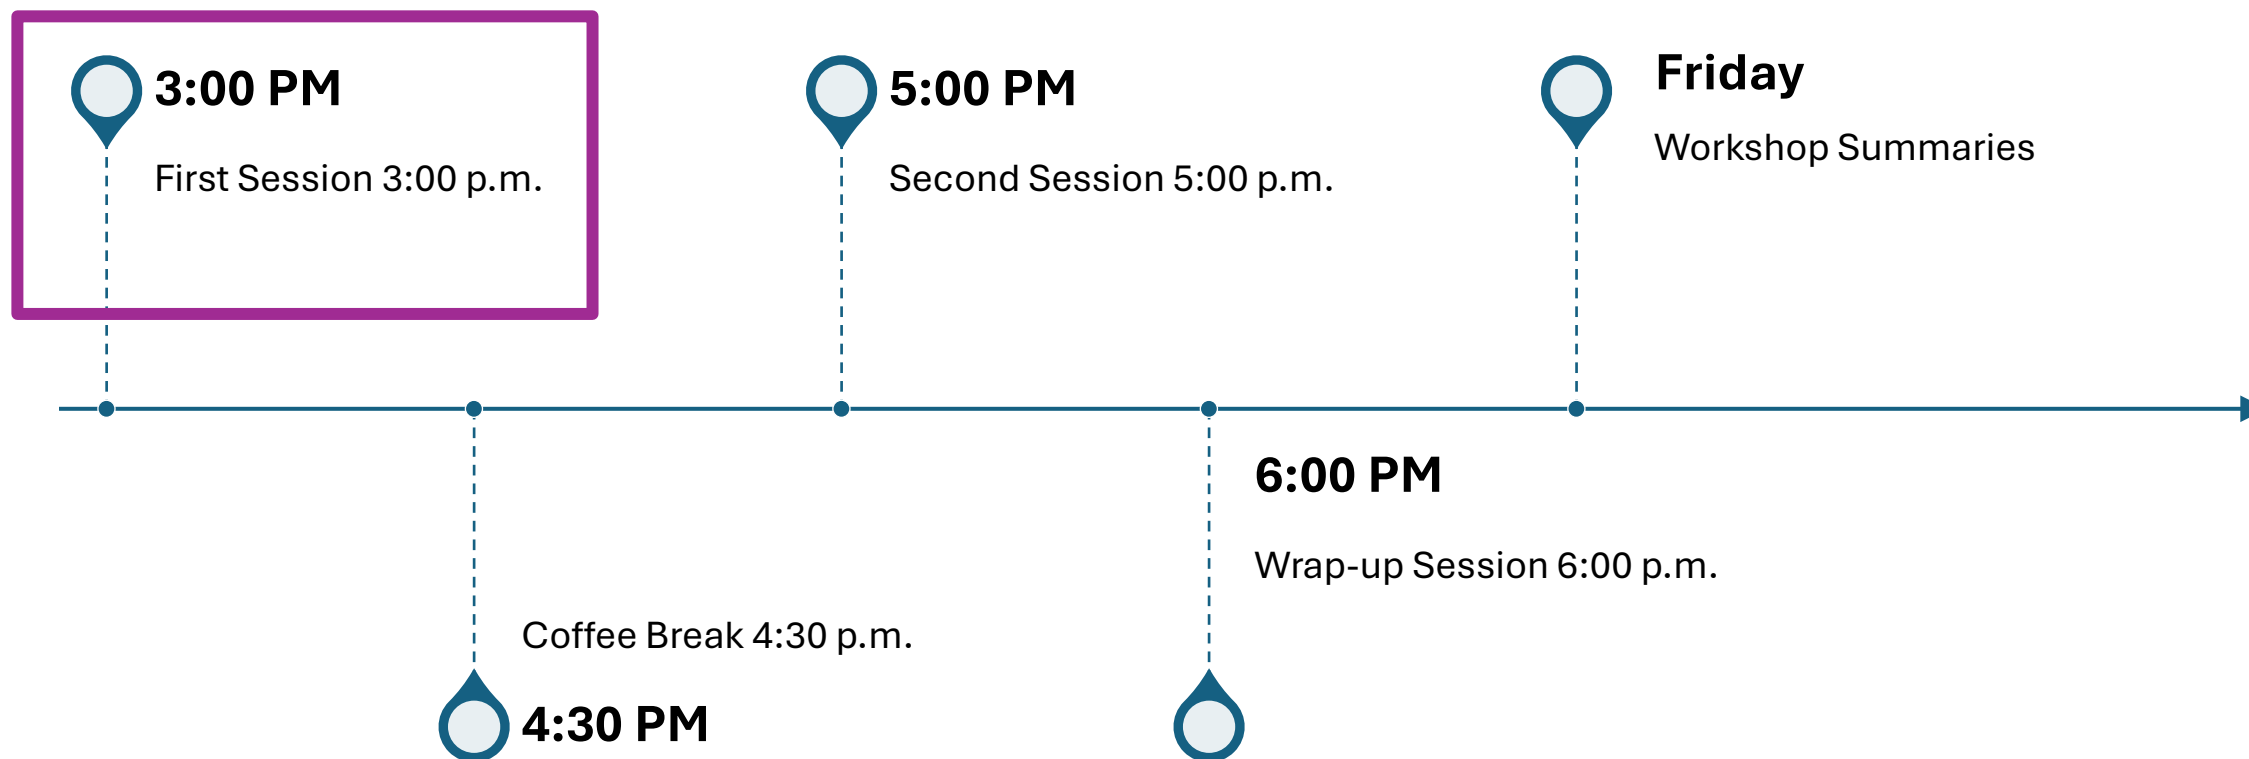 3:00 PM
First Session 3:00 p.m.
Coffee Break 4:30 p.m.
4:30 PM
5:00 PM
Second Session 5:00 p.m.
6:00 PM
Wrap-up Session 6:00 p.m.
Friday
Workshop Summaries